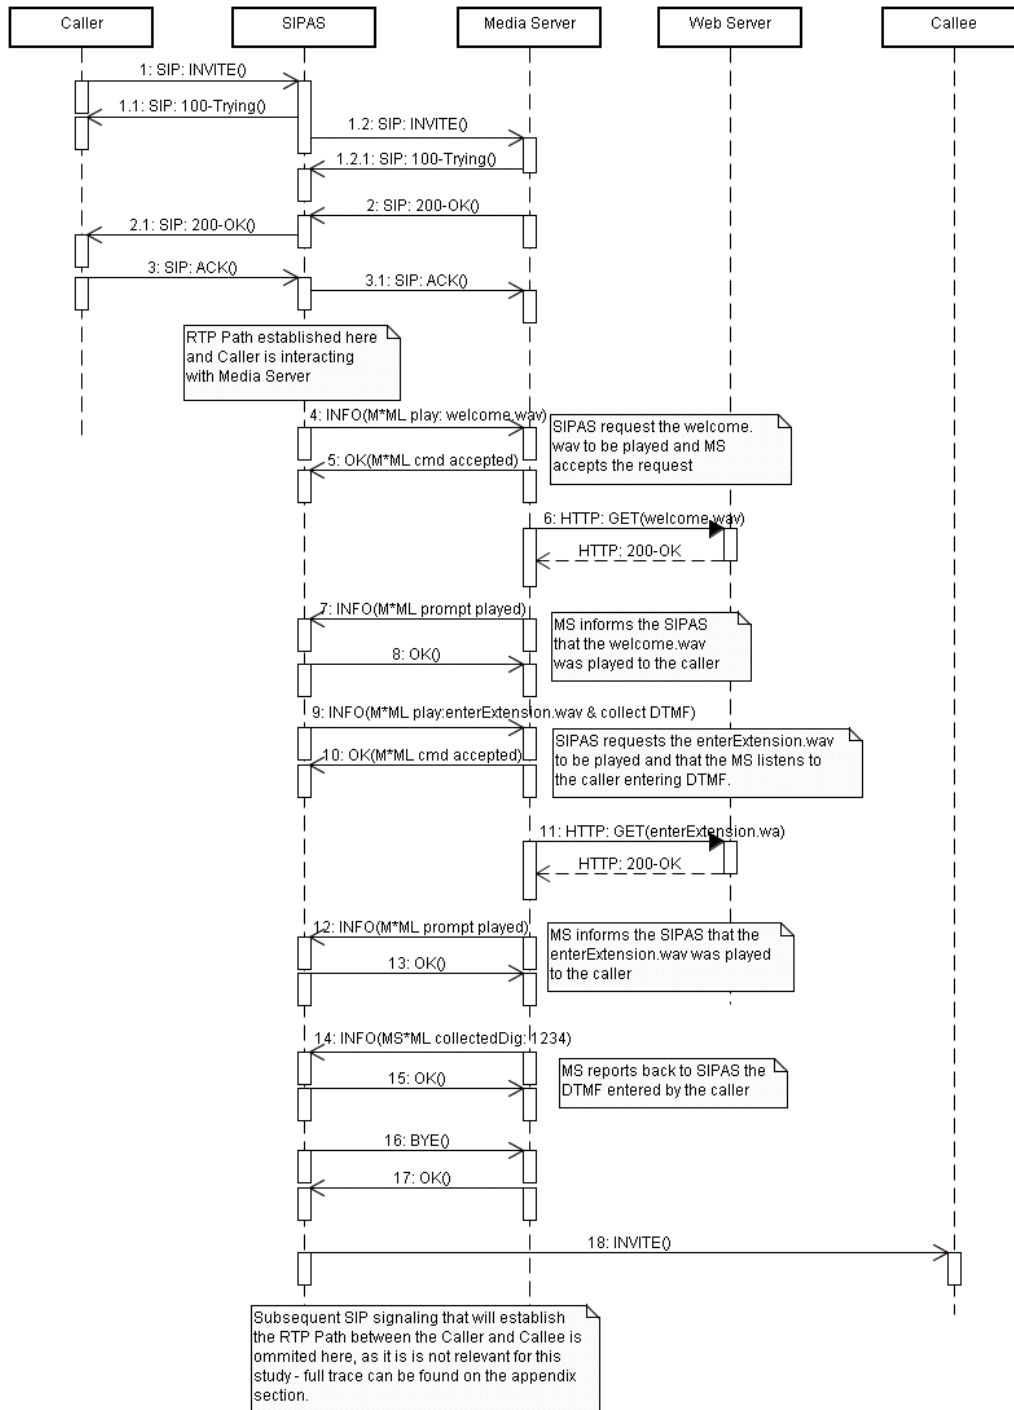 Caller
SIPAS
Media Server
Web Server
Callee
1: SIP: INVITE()
1.1: SIP: 100-Trying()
1.2: SIP: INVITE()
1.2.1: SIP: 100-Trying()
2: SIP: 200-OK()
2.1: SIP: 200-OK()
3: SIP: ACK()
3.1: SIP: ACK()
RTP Path established here
and Caller is interacting
with Media Server
4: INFO(M*ML play: welcome.wav)
SIPAS request the welcome.
wav to be played and MS
accepts the request
5: OK(M*ML cmd accepted)
6: HTTP: GET(welcome.wav)
HTTP: 200-OK
7: INFO(M*ML prompt played)
MS informs the SIPAS
that the welcome.wav
was played to the caller
8: OK()
9: INFO(M*ML play:enterExtension.wav & collect DTMF)
SIPAS requests the enterExtension.wav
to be played and that the MS listens to
the caller entering DTMF.
10: OK(M*ML cmd accepted)
11: HTTP: GET(enterExtension.wa)
HTTP: 200-OK
12: INFO(M*ML prompt played)
MS informs the SIPAS that the
enterExtension.wav was played
to the caller
13: OK()
14: INFO(MS*ML collectedDig: 1234)
MS reports back to SIPAS the
DTMF entered by the caller
15: OK()
16: BYE()
17: OK()
18: INVITE()
Subsequent SIP signaling that will establish
the RTP Path between the Caller and Callee is
ommited here, as it is is not relevant for this
study - full trace can be found on the appendix
section.